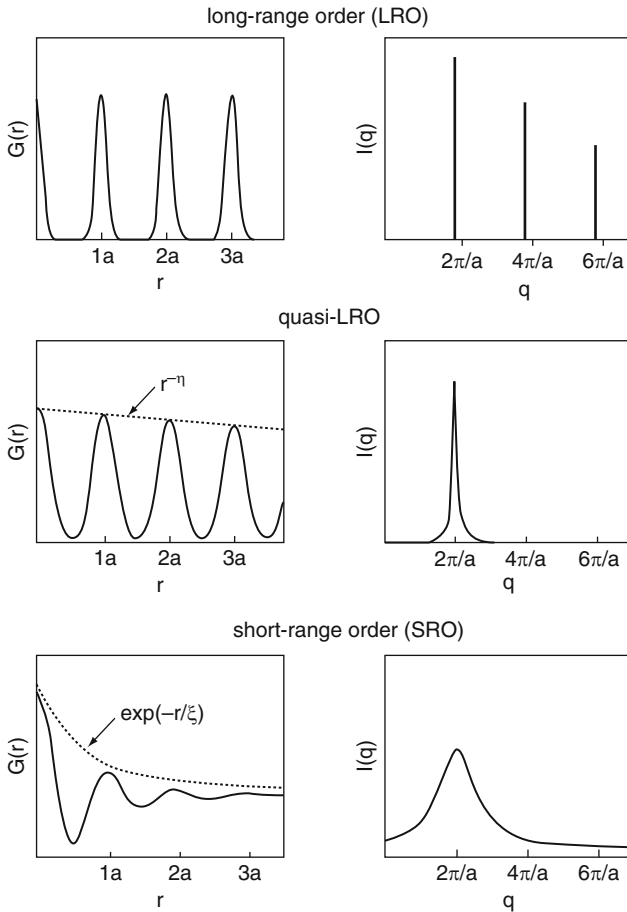 long-range order (LRO)
G(r)
1a 2a 3a
r
I(q)
2π/a 4π/a 6π/a
q
quasi-LRO
r⁻η
G(r)
1a 2a 3a
r
I(q)
2π/a 4π/a 6π/a
q
short-range order (SRO)
exp(–r/ξ)
G(r)
1a 2a 3a
r
I(q)
2π/a 4π/a 6π/a
q